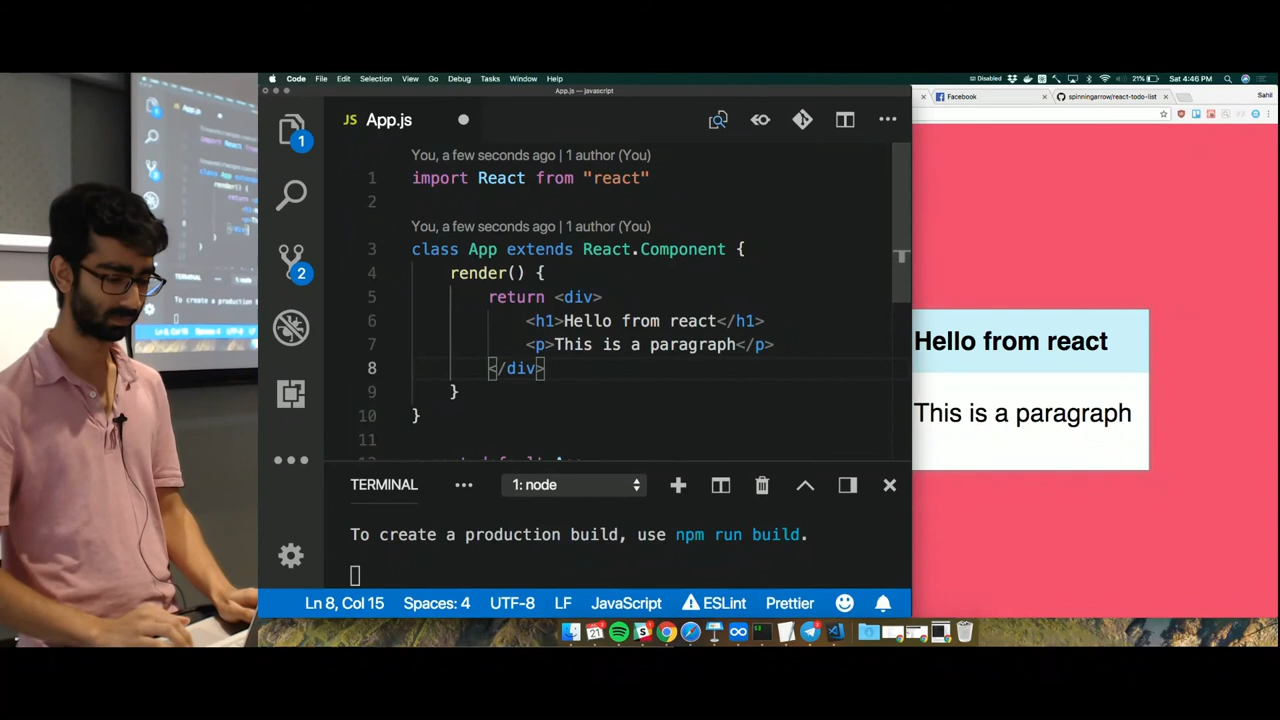 Code File Edit Selection View Go Debug Tasks Window Help
Disabled 21% Sat 4:46 PM
App.js — javascript
Facebook
spinningarrow/react-todo-list
Sahil
JS App.js
You, a few seconds ago | 1 author (You)
1 import React from "react"
2
You, a few seconds ago | 1 author (You)
3 class App extends React.Component {
4 render() {
5 return <div>
6 <h1>Hello from react</h1>
7 <p>This is a paragraph</p>
8 </div>
9 }
10 }
11
1
2
TERMINAL
1: node
To create a production build, use npm run build.
Ln 8, Col 15 Spaces: 4 UTF-8 LF JavaScript ESLint Prettier
Hello from react
This is a paragraph